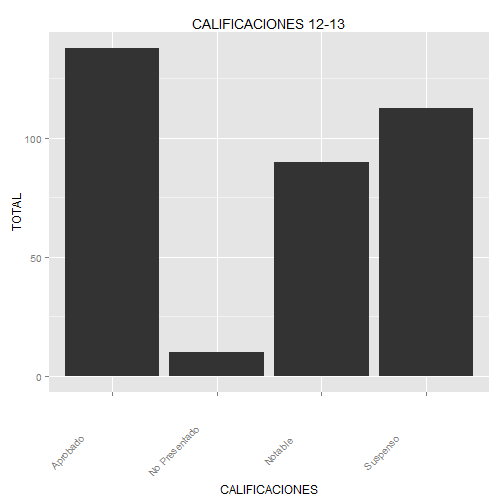 CALIFICACIONES 12-13
TOTAL
100
50
0
Aprobado
No Presentado
Notable
Suspenso
CALIFICACIONES